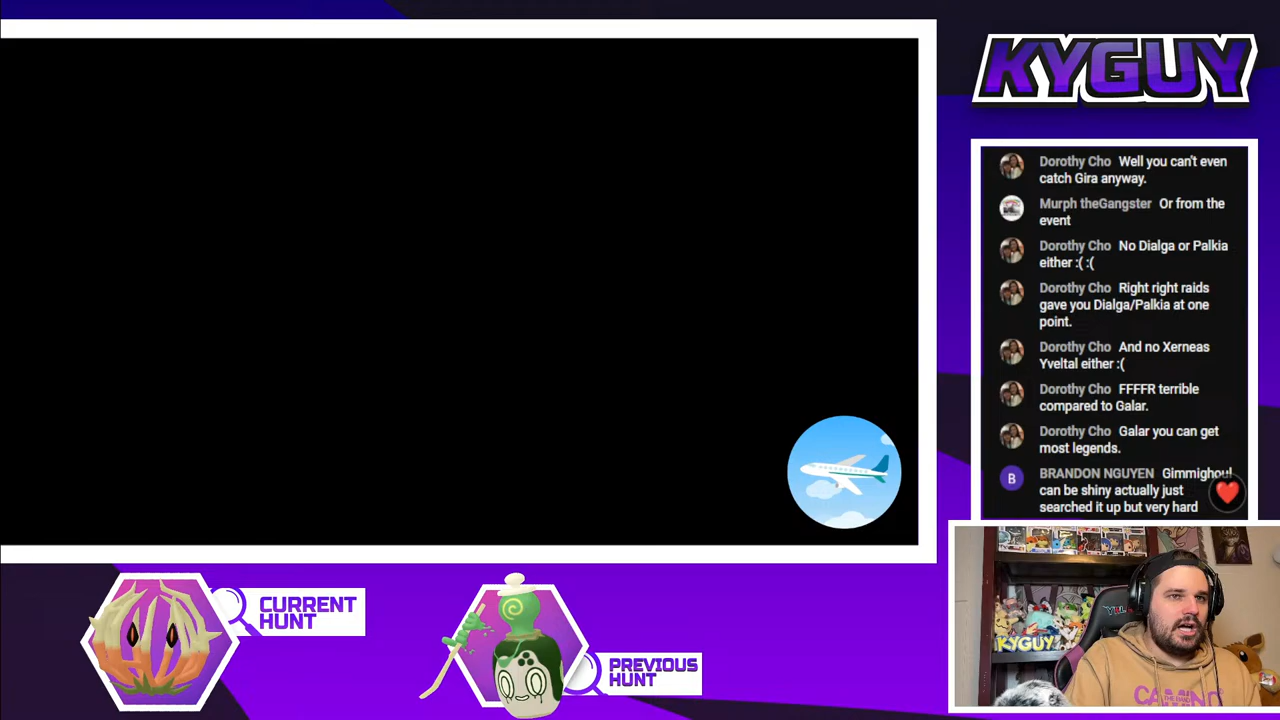 KYGUY
Dorothy Cho Well you can't even
catch Gira anyway.
Murph theGangster Or from the
event
Dorothy Cho No Dialga or Palkia
either :( :(
Dorothy Cho Right right raids
gave you Dialga/Palkia at one
point.
Dorothy Cho And no Xerneas
Yveltal either :(
Dorothy Cho FFFFR terrible
compared to Galar.
Dorothy Cho Galar you can get
most legends.
B BRANDON NGUYEN Gimmighoul
can be shiny actually just
searched it up but very hard
CURRENT
HUNT
PREVIOUS
HUNT
KYGUY